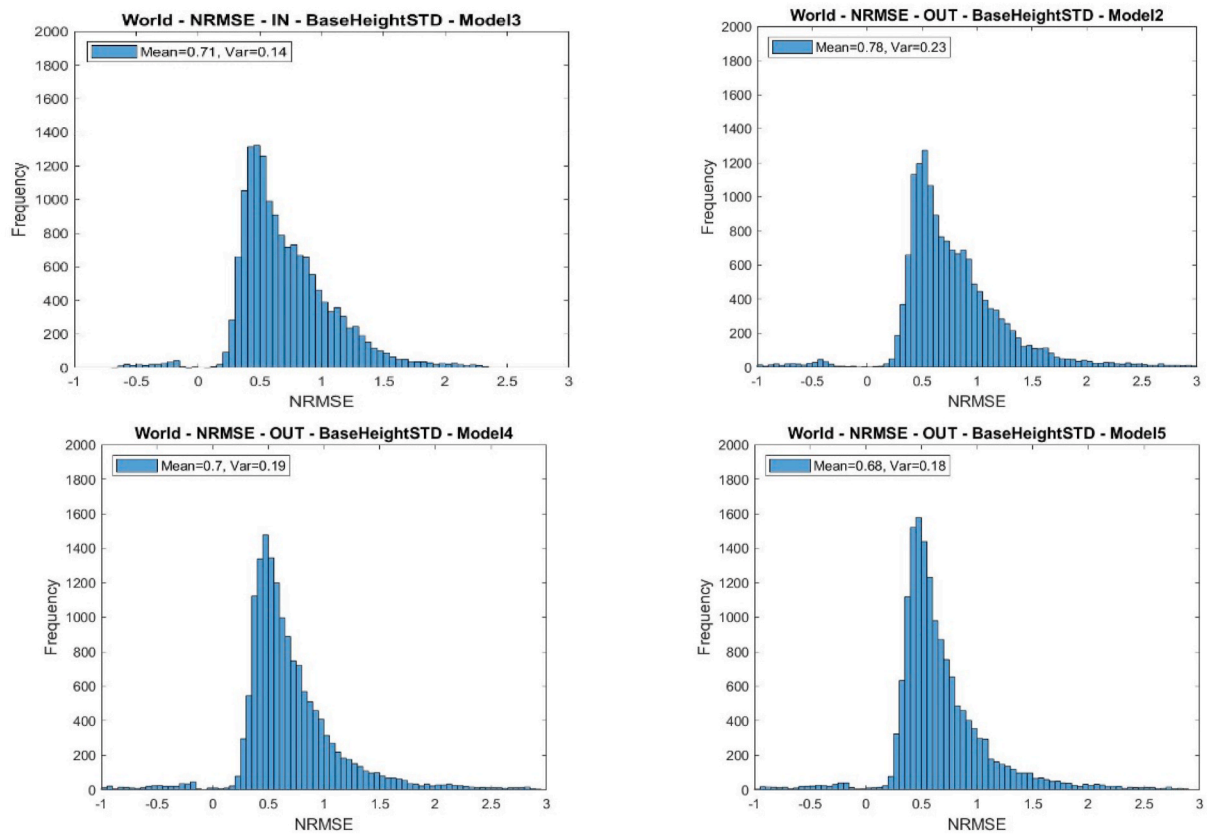 World - NRMSE - IN - BaseHeightSTD - Model3
2000
1800
1600
1400
1200
1000
800
600
400
200
0
Frequency
Mean=0.71, Var=0.14
-1 -0.5 0 0.5 1 1.5 2 2.5 3
NRMSE
World - NRMSE - OUT - BaseHeightSTD - Model2
2000
1800
1600
1400
1200
1000
800
600
400
200
0
Frequency
Mean=0.78, Var=0.23
-1 -0.5 0 0.5 1 1.5 2 2.5 3
NRMSE
World - NRMSE - OUT - BaseHeightSTD - Model4
2000
1800
1600
1400
1200
1000
800
600
400
200
0
Frequency
Mean=0.7, Var=0.19
-1 -0.5 0 0.5 1 1.5 2 2.5 3
NRMSE
World - NRMSE - OUT - BaseHeightSTD - Model5
2000
1800
1600
1400
1200
1000
800
600
400
200
0
Frequency
Mean=0.68, Var=0.18
-1 -0.5 0 0.5 1 1.5 2 2.5 3
NRMSE